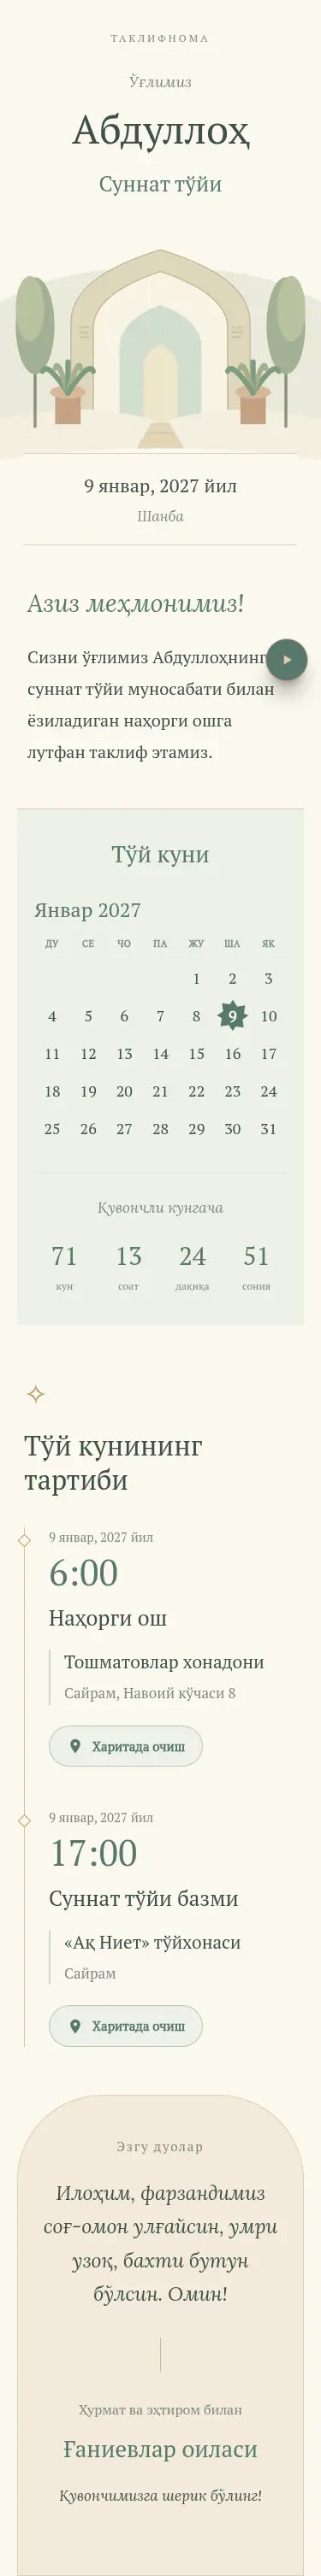 ТАКЛИФНОМА
Ўғлимиз
Абдуллоҳ
Суннат тўйи
9 январ, 2027 йил
Шанба
Азиз меҳмонимиз!
Сизни ўғлимиз Абдуллоҳнинг
суннат тўйи муносабати билан
ёзиладиган наҳорги ошга
лутфан таклиф этамиз.
Тўй куни
Январ 2027
ДУ СЕ ЧО ПА ЖУ ША ЯК
1 2 3
4 5 6 7 8 9 10
11 12 13 14 15 16 17
18 19 20 21 22 23 24
25 26 27 28 29 30 31
Қувончли кунгача
71 13 24 51
кун соат дақиқа сония
Тўй кунининг
тартиби
9 январ, 2027 йил
6:00
Наҳорги ош
Тошматовлар хонадони
Сайрам, Навоий кўчаси 8
Харитада очиш
9 январ, 2027 йил
17:00
Суннат тўйи базми
«Ақ Ниет» тўйхонаси
Сайрам
Харитада очиш
Эзгу дуолар
Илоҳим, фарзандимиз
соғ-омон улғайсин, умри
узоқ, бахти бутун
бўлсин. Омин!
Ҳурмат ва эҳтиром билан
Ғаниевлар оиласи
Қувончимизга шерик бўлинг!